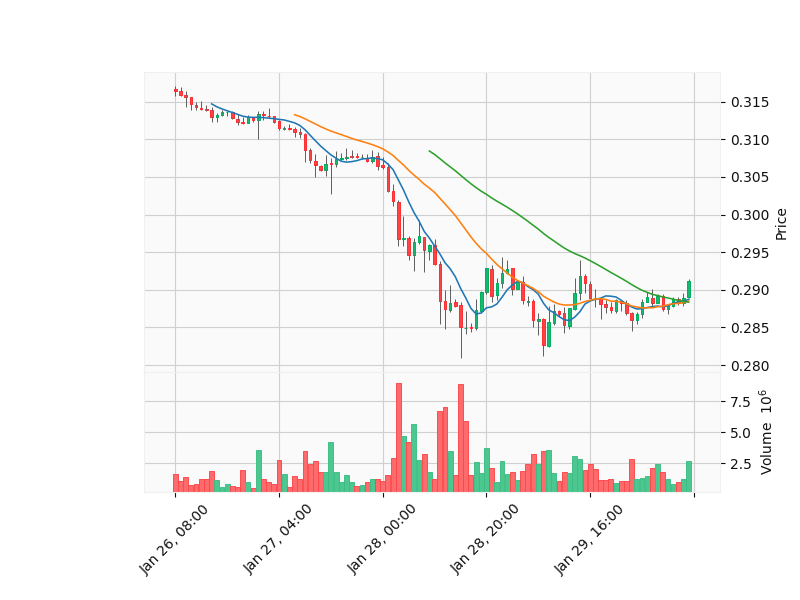 0.315
0.310
0.305
0.300
0.295
0.290
0.285
0.280
Price
7.5
5.0
2.5
Volume 10^6
Jan 26, 08:00
Jan 27, 04:00
Jan 28, 00:00
Jan 28, 20:00
Jan 29, 16:00